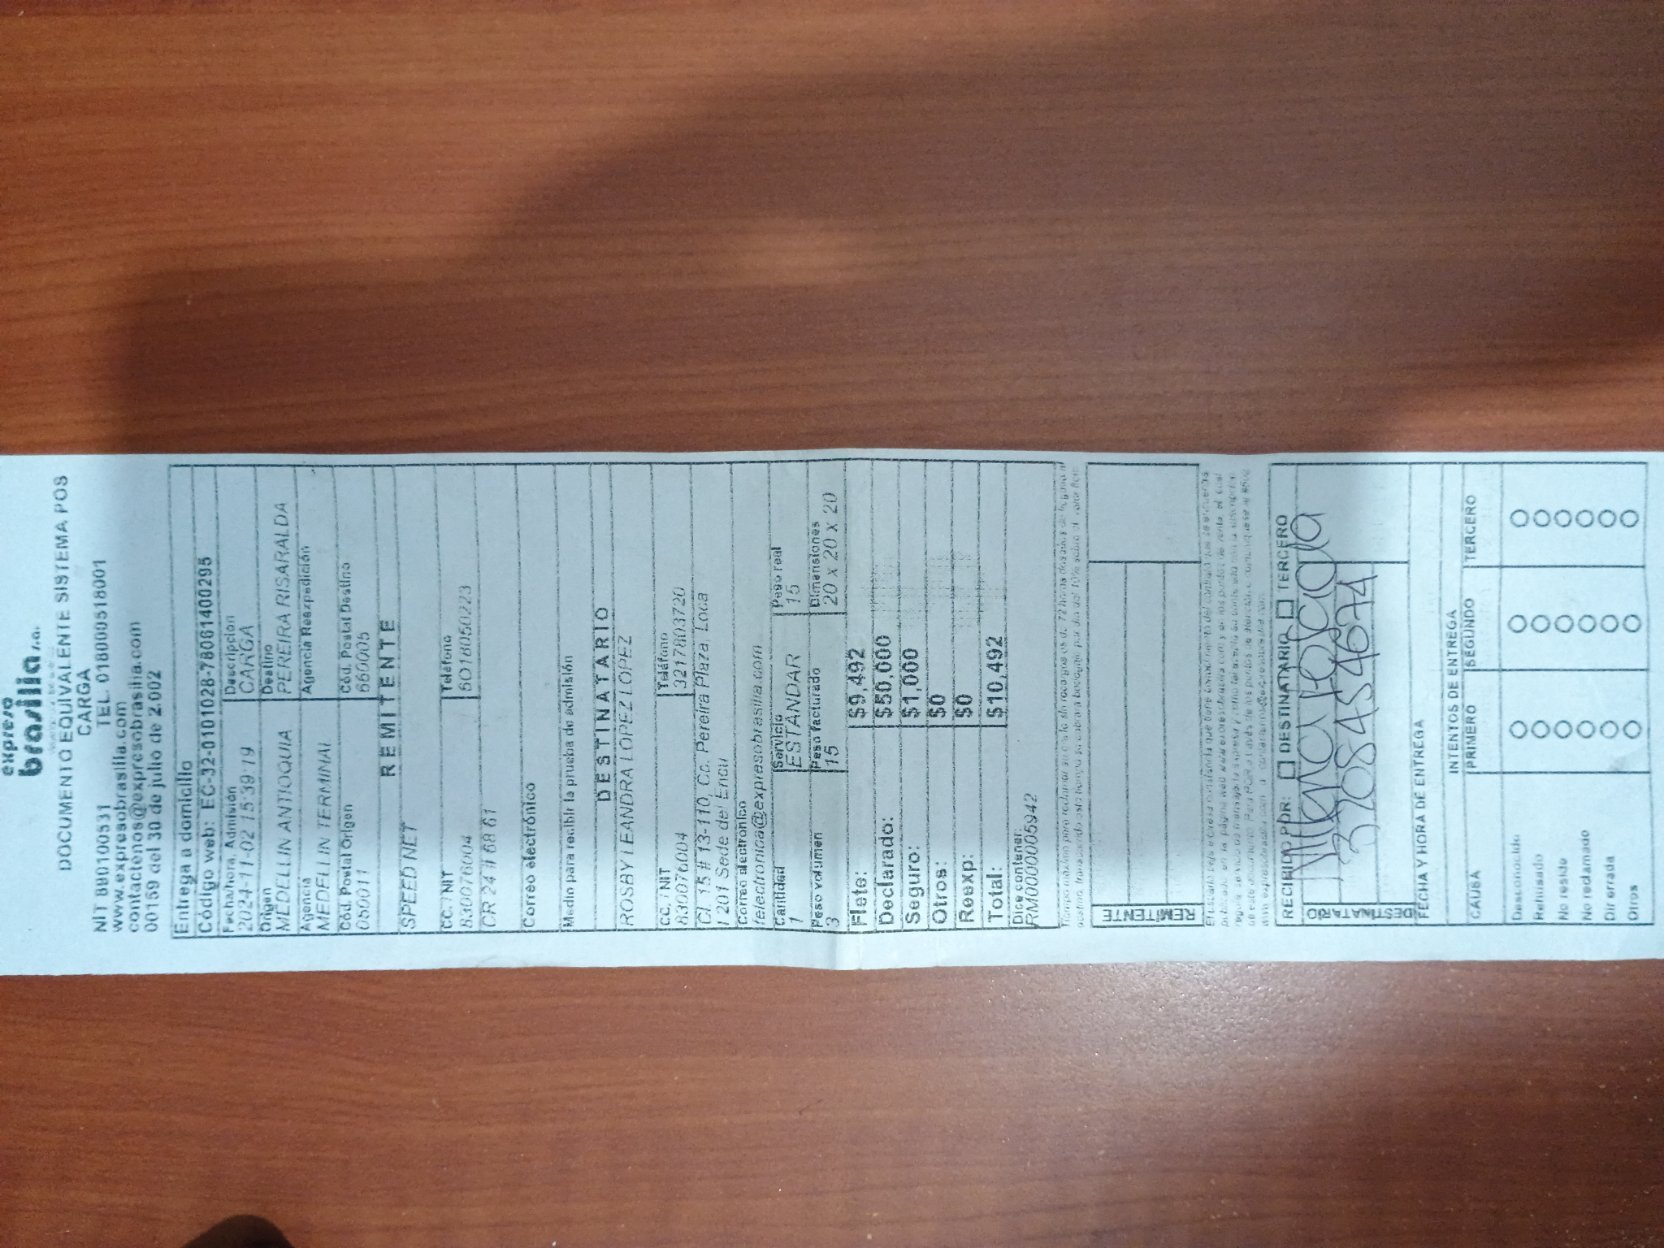 expreso
brasilia s.a.
DOCUMENTO EQUIVALENTE SISTEMA POS
CARGA
NIT 890100531 TEL. 018000518001
www.expresobrasilia.com
contactenos@expresobrasilia.com
00159 del 30 de julio de 2.002
Entrega a domicilio
Código web: EC-32-0101028-78061400295
Fecha/hora. Admisión Descripción
2024-11-02 15:39:19 CARGA
Origen Destino
MEDELLIN ANTIOQUIA PEREIRA RISARALDA
Agencia Agencia Reexpedición
MEDELLIN TERMINAL
Cód. Postal Origen Cód. Postal Destino
050011 660005
REMITENTE
SPEED NET
CC. / NIT Teléfono
830076004 6018050273
CR 24 # 68 61
Correo electrónico
Medio para recibir la prueba de admisión
DESTINATARIO
ROSBY LEANDRA LOPEZ LOPEZ
CC. / NIT Teléfono
830076004 3217803720
Cl. 15 # 13-110, Cc. Pereira Plaza, Loca
l 201 Sede del Encu
Correo electronico
felectronica@expresobrasilia.com
Cantidad Servicio Peso real
1 ESTANDAR 15
Peso volumen Peso facturado Dimensiones
3 15 20 x 20 x 20
Flete: $9,492
Declarado: $50,000
Seguro: $1,000
Otros: $0
Reexp: $0
Total: $10,492
Dice contener:
RM0000005942
REMITENTE
RECIBIDO POR: DESTINATARIO TERCERO
DESTINATARIO
3208454674
FECHA Y HORA DE ENTREGA
INTENTOS DE ENTREGA
CAUSA PRIMERO SEGUNDO TERCERO
Desconocido
Rehusado
No reside
No reclamado
Dir errada
Otros